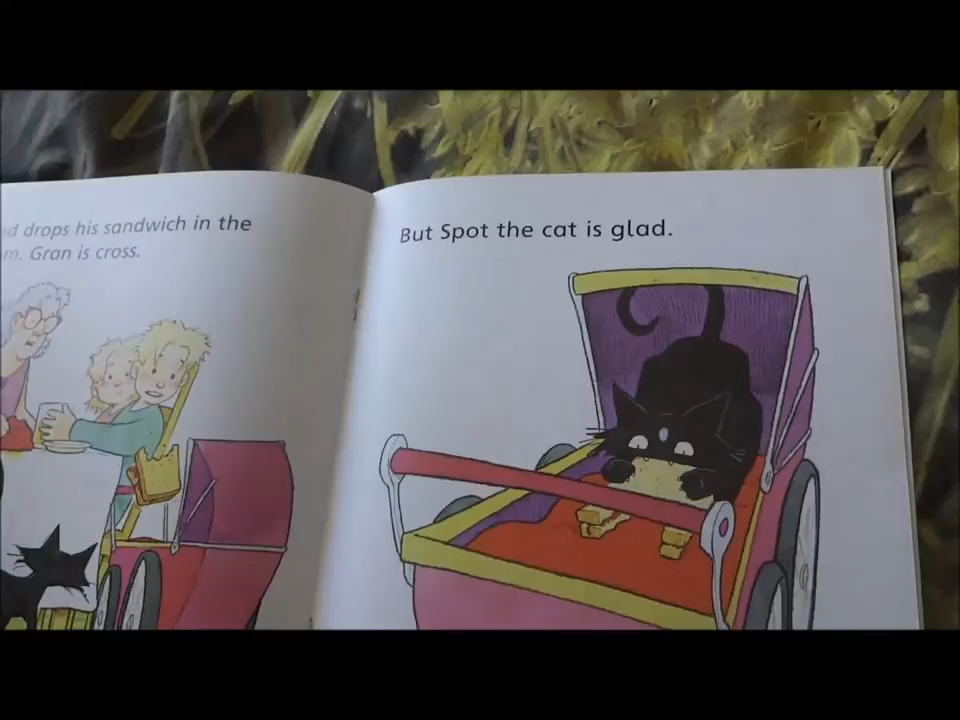 drops his sandwich in the
Gran is cross.
But Spot the cat is glad.